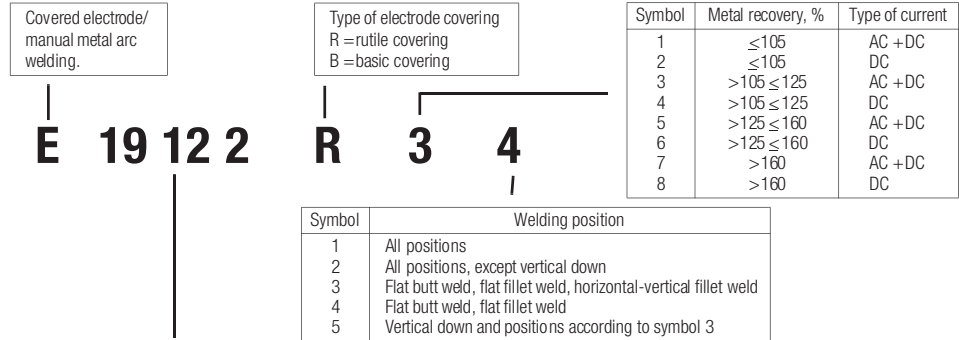 Covered electrode/
manual metal arc
welding.
Type of electrode covering
R =rutile covering
B =basic covering
Symbol Metal recovery, % Type of current
1 ≤105 AC +DC
2 ≤105 DC
3 >105 ≤125 AC +DC
4 >105 ≤125 DC
5 >125 ≤160 AC +DC
6 >125 ≤160 DC
7 >160 AC +DC
8 >160 DC
E 19 12 2 R 3 4
Symbol Welding position
1 All positions
2 All positions, except vertical down
3 Flat butt weld, flat fillet weld, horizontal-vertical fillet weld
4 Flat butt weld, flat fillet weld
5 Vertical down and positions according to symbol 3